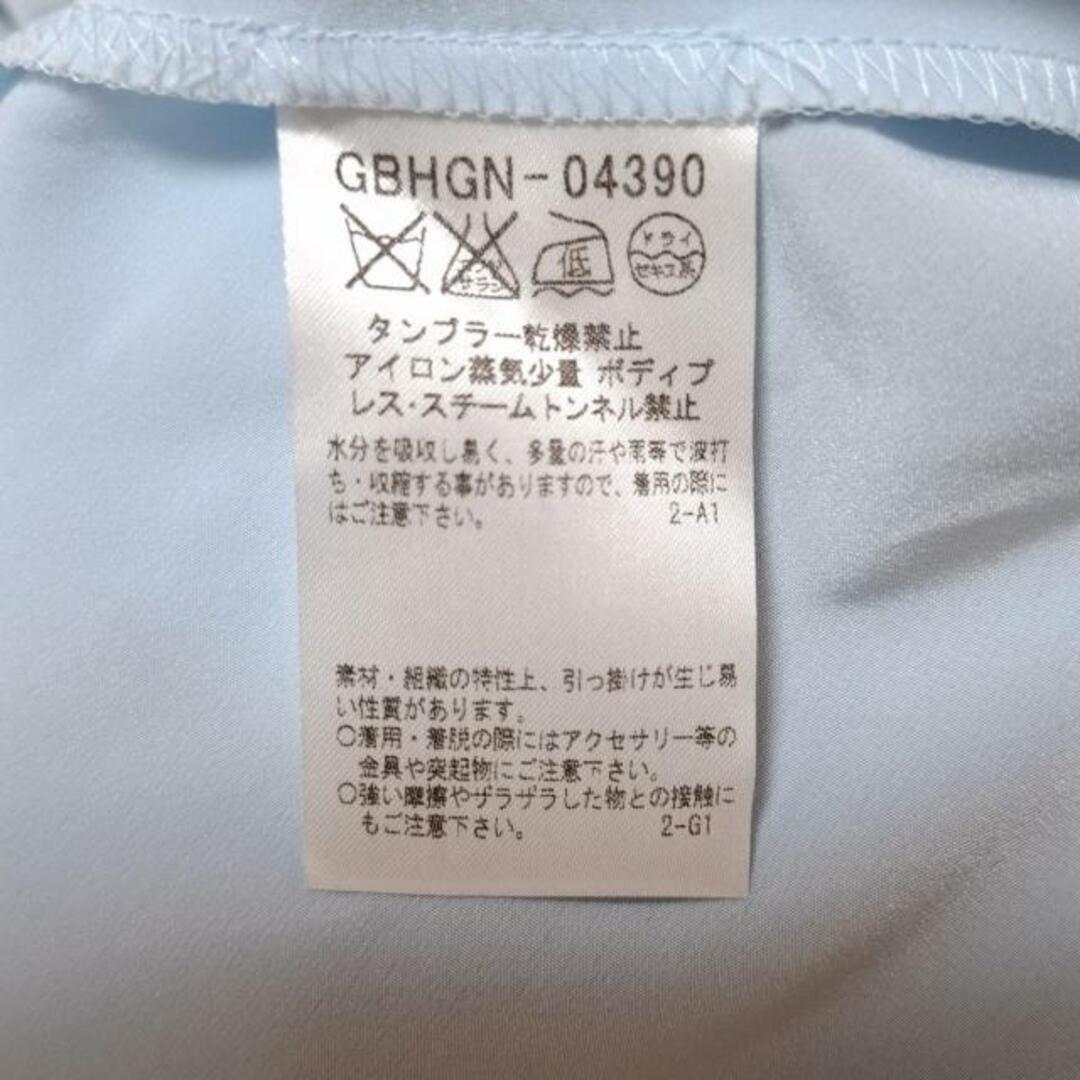 GBHGN-04390
エンソ サラシ
低
ドライ
セキユ系
タンブラー乾燥禁止
アイロン蒸気少量 ボディプ
レス・スチームトンネル禁止
水分を吸収し易く、多量の汗や雨等で波打
ち・収縮する事がありますので、着用の際に
はご注意下さい。 2-A1
素材・組織の特性上、引っ掛けが生じ易
い性質があります。
○着用・着脱の際にはアクセサリー等の
金具や突起物にご注意下さい。
○強い摩擦やザラザラした物との接触に
もご注意下さい。 2-G1